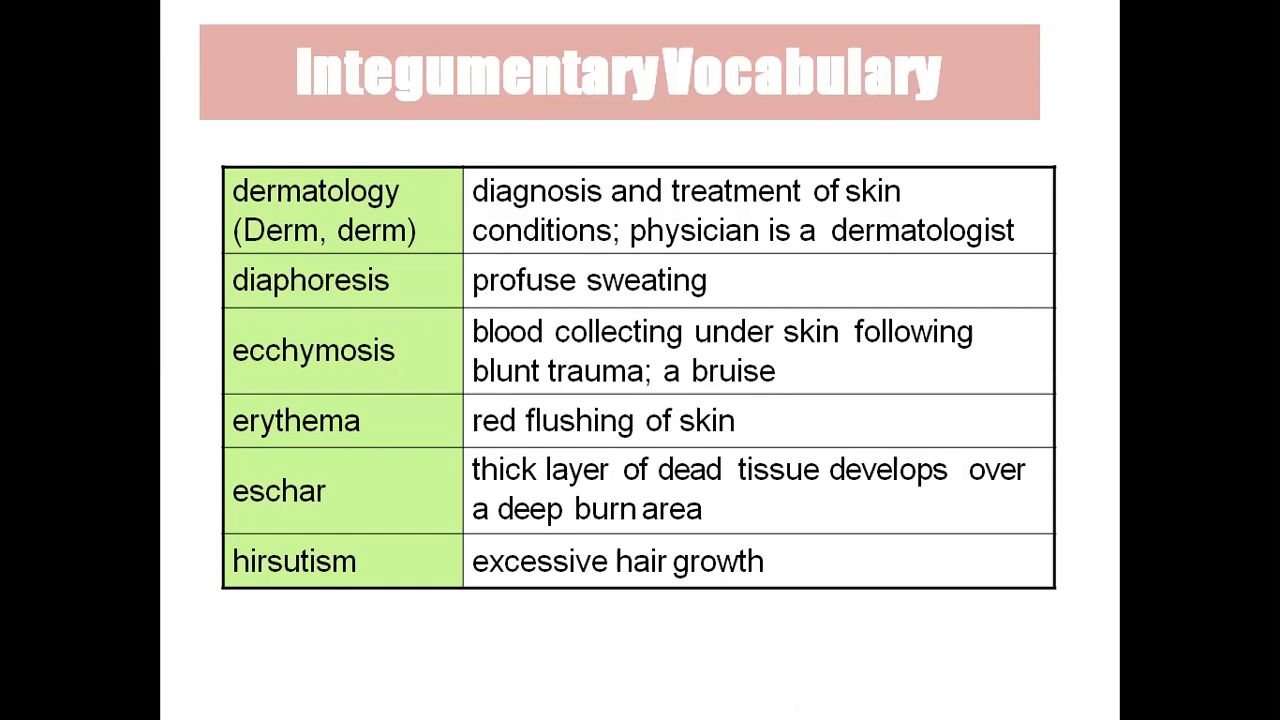 Integumentary Vocabulary
dermatology
(Derm, derm)
diagnosis and treatment of skin
conditions; physician is a dermatologist
diaphoresis
profuse sweating
ecchymosis
blood collecting under skin following
blunt trauma; a bruise
erythema
red flushing of skin
eschar
thick layer of dead tissue develops over
a deep burn area
hirsutism
excessive hair growth